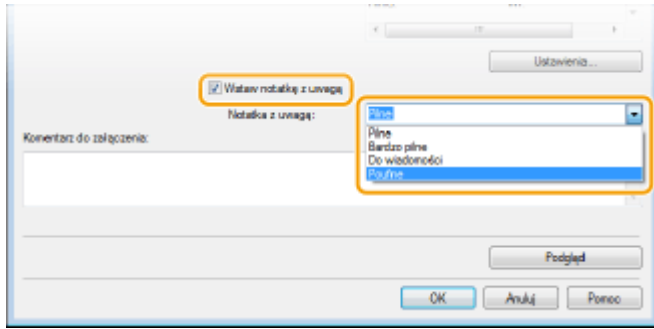 Ustawienia...
Wstaw notatkę z uwagą
Notatka z uwagą:
Pilne
Pilne
Bardzo pilne
Do wiadomości
Poufne
Komentarz do załączenia:
Podgląd
OK
Anuluj
Pomoc